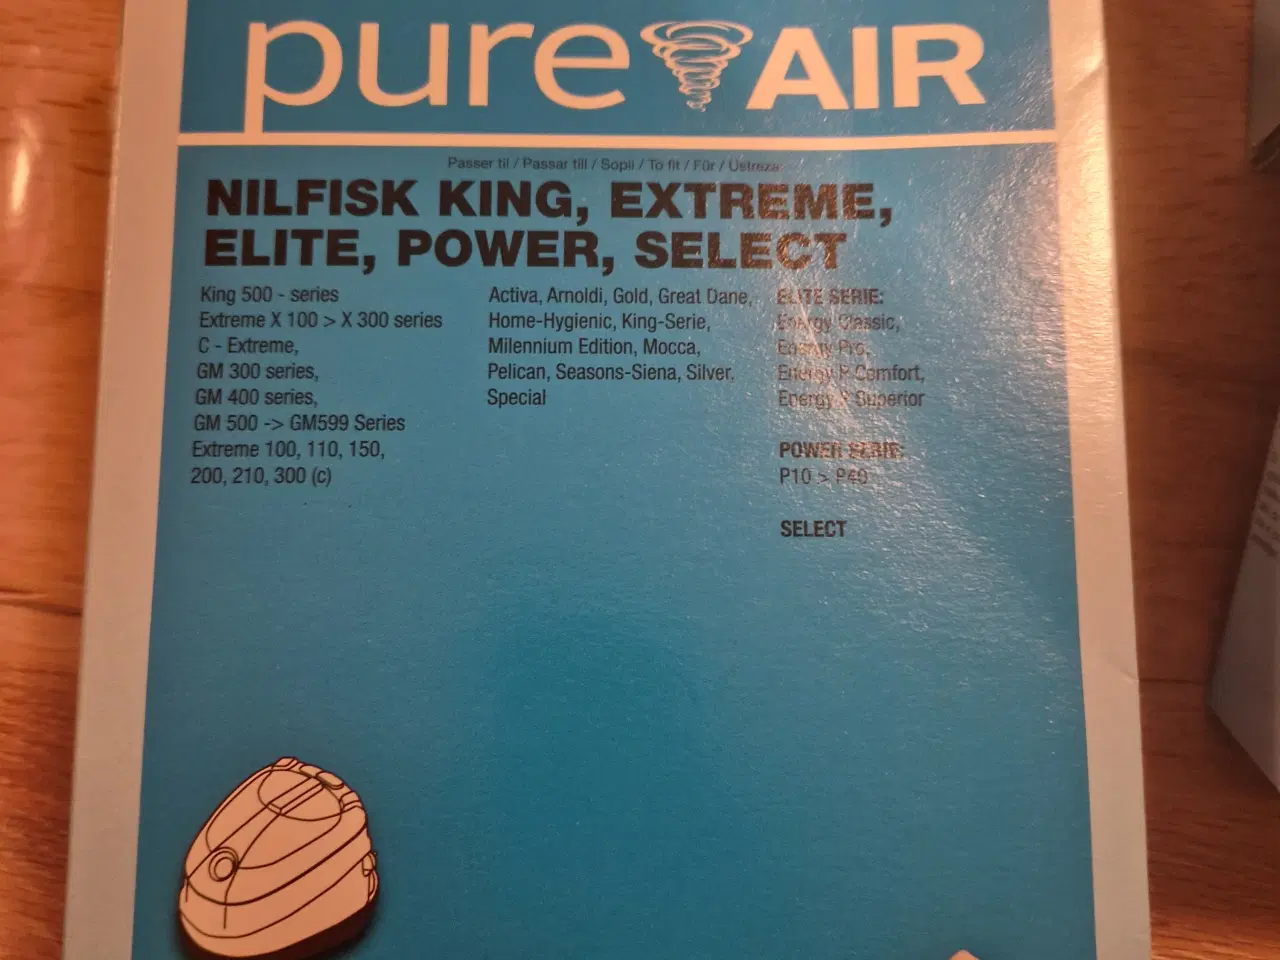 pure AIR
Passer til / Passar till / Sopii / To fit / Für / Ustreza:
NILFISK KING, EXTREME,
ELITE, POWER, SELECT
King 500 - series
Extreme X 100 > X 300 series
C - Extreme,
GM 300 series,
GM 400 series,
GM 500 -> GM599 Series
Extreme 100, 110, 150,
200, 210, 300 (c)
Activa, Arnoldi, Gold, Great Dane,
Home-Hygienic, King-Serie,
Milennium Edition, Mocca,
Pelican, Seasons-Siena, Silver,
Special
ELITE SERIE:
Energy Classic,
Energy Pro,
Energy P Comfort,
Energy P Superior
POWER SERIE:
P10 > P40
SELECT